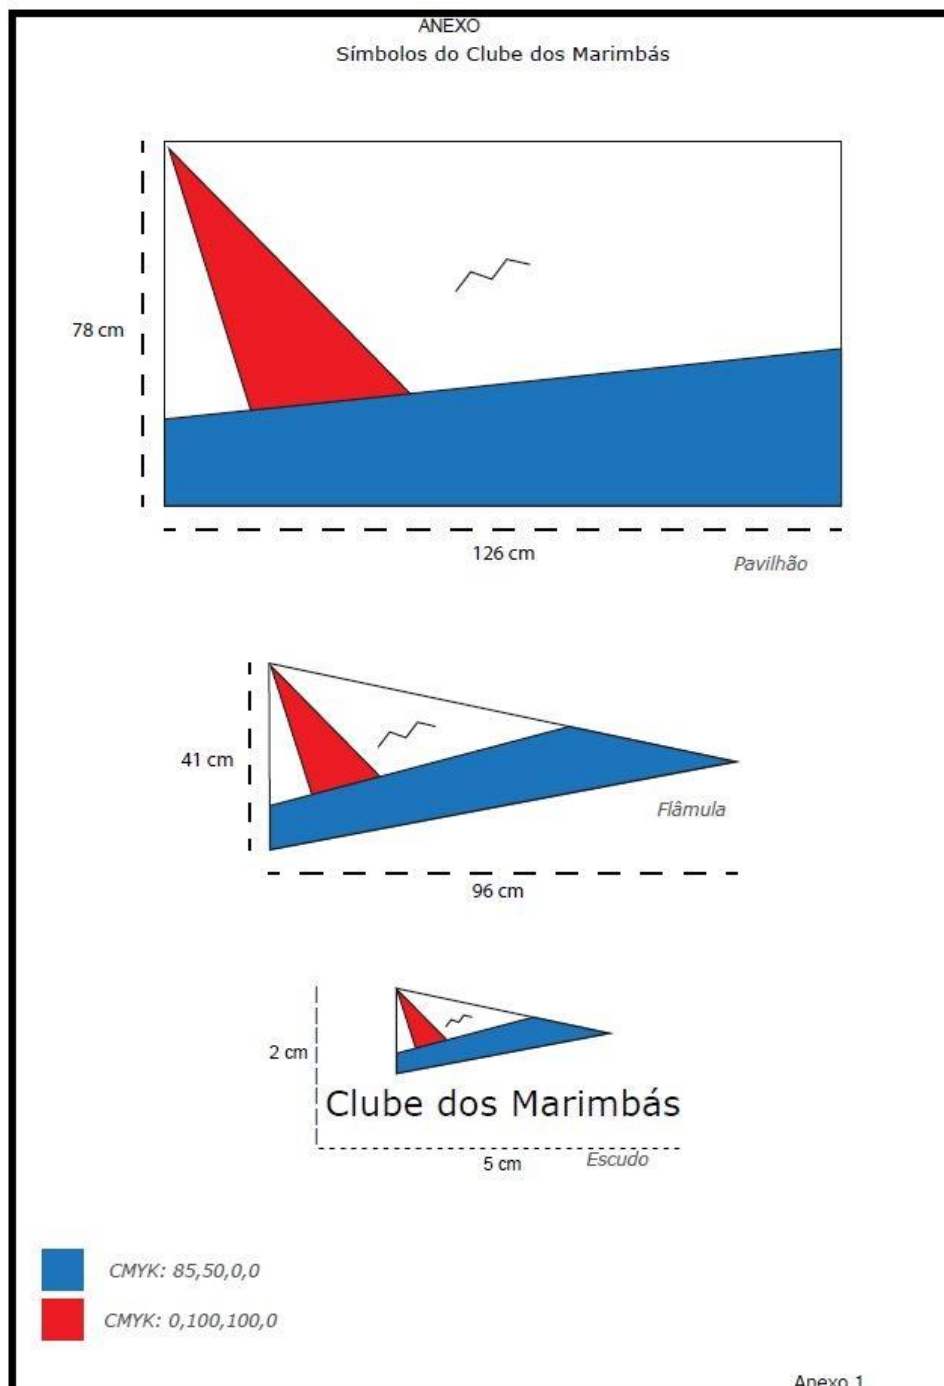 ANEXO
Símbolos do Clube dos Marimbás
78 cm
126 cm
Pavilhão
41 cm
Flâmula
96 cm
2 cm
Clube dos Marimbás
5 cm
Escudo
CMYK: 85,50,0,0
CMYK: 0,100,100,0
Anexo 1